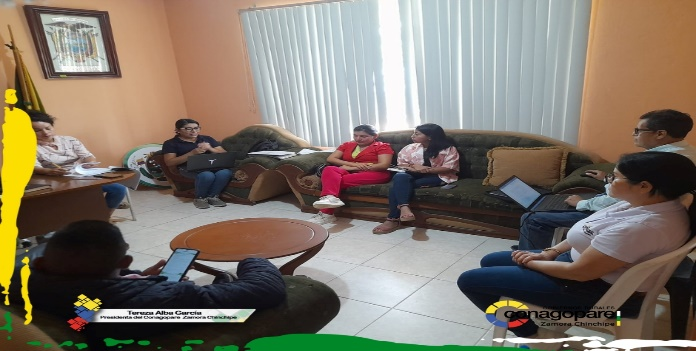 Tereza Alba García
Presidenta del Conagopare Zamora Chinchipe
conagopare
Zamora Chinchipe